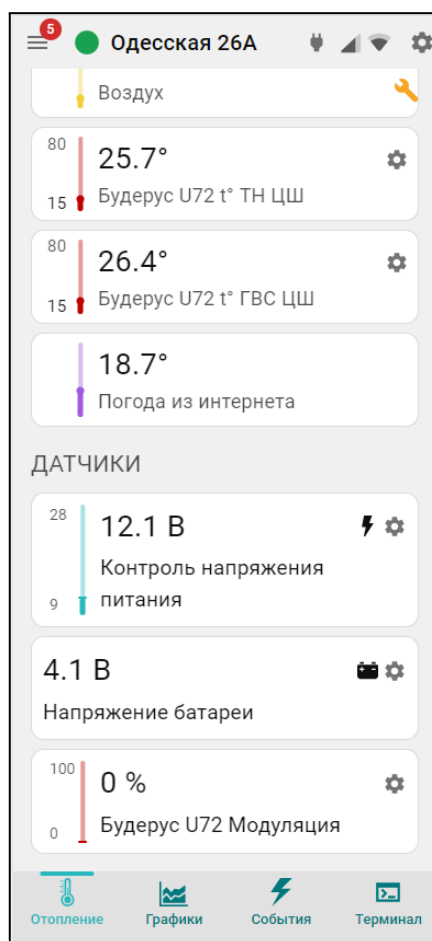 5
Одесская 26А
Воздух
80
25.7°
15
Будерус U72 t° ТН ЦШ
80
26.4°
15
Будерус U72 t° ГВС ЦШ
18.7°
Погода из интернета
ДАТЧИКИ
28
12.1 В
Контроль напряжения
9
питания
4.1 В
Напряжение батареи
100
0 %
0
Будерус U72 Модуляция
Отопление
Графики
События
Терминал